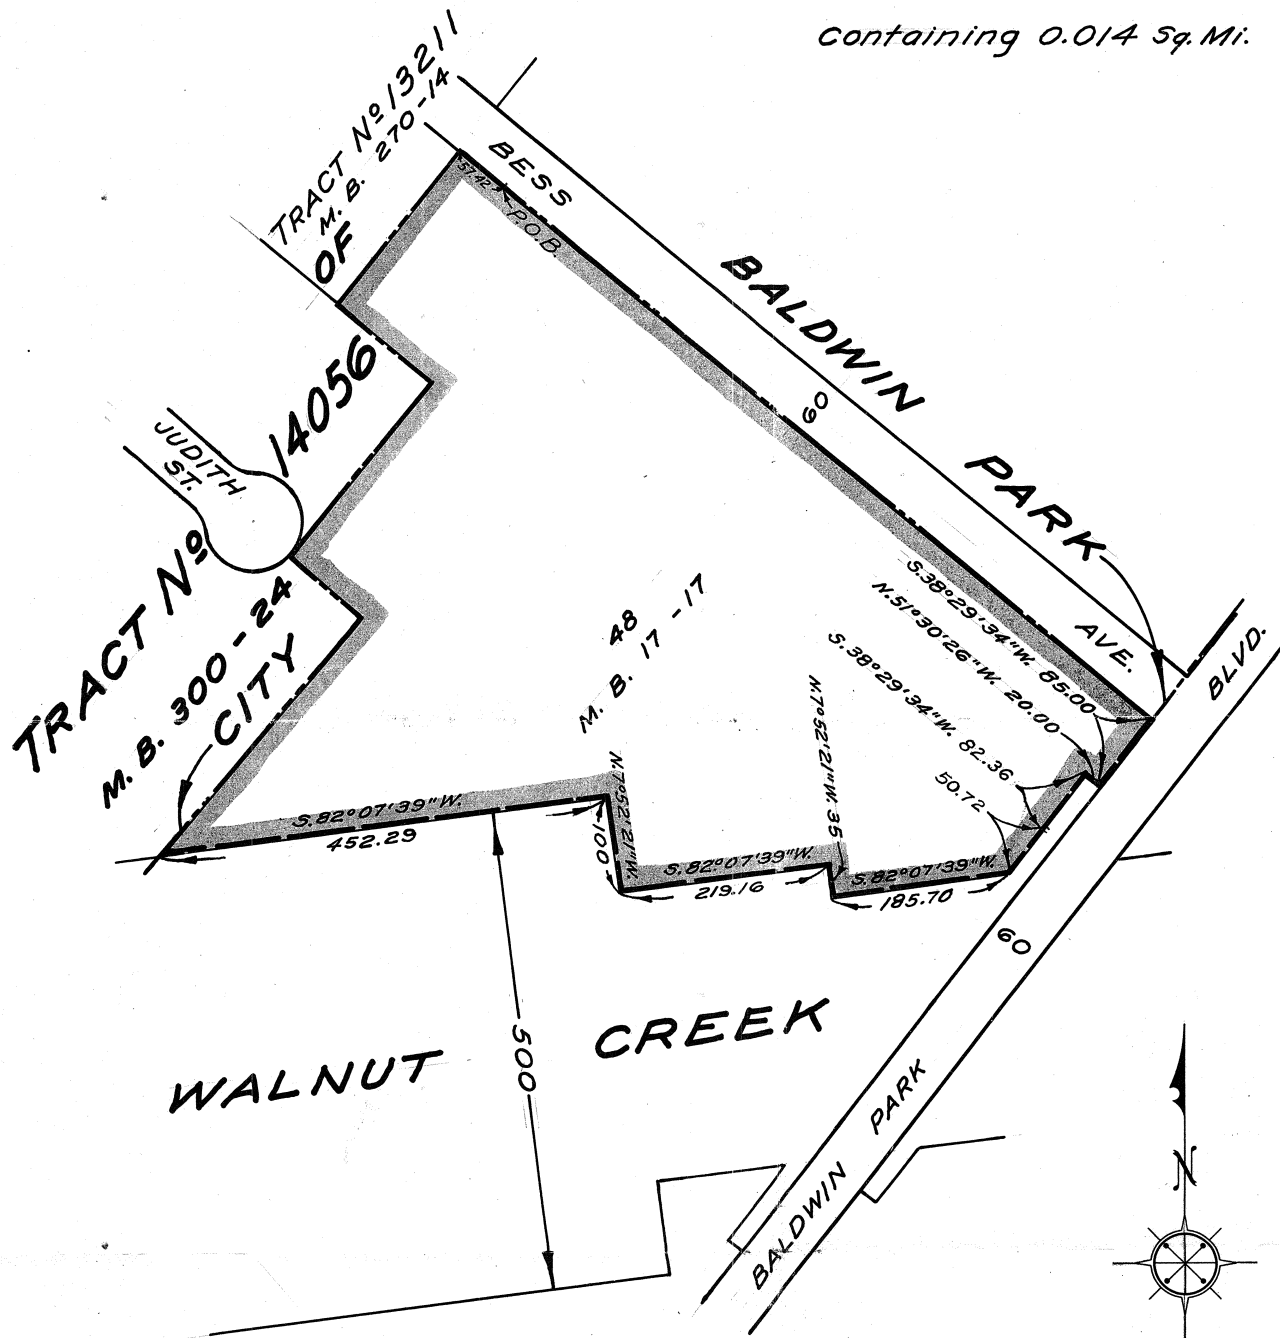 containing 0.014 Sq. Mi.
TRACT Nº 13211
M. B. 270-14
OF
57.42
P.O.B.
BESS
AVE.
BALDWIN PARK
60
TRACT Nº 14056
M. B. 300-24
CITY
JUDITH
ST.
48
M. B. 17-17
S.38°29'34"W. 85.00
N.51°30'26"W. 20.00
S.38°29'34"W. 82.36
50.72
N.7°52'21"W. 35
S.82°07'39"W.
185.70
S.82°07'39"W.
219.16
N.7°52'21"W.
100
S.82°07'39"W.
452.29
500
WALNUT CREEK
BALDWIN PARK BLVD.
60
N